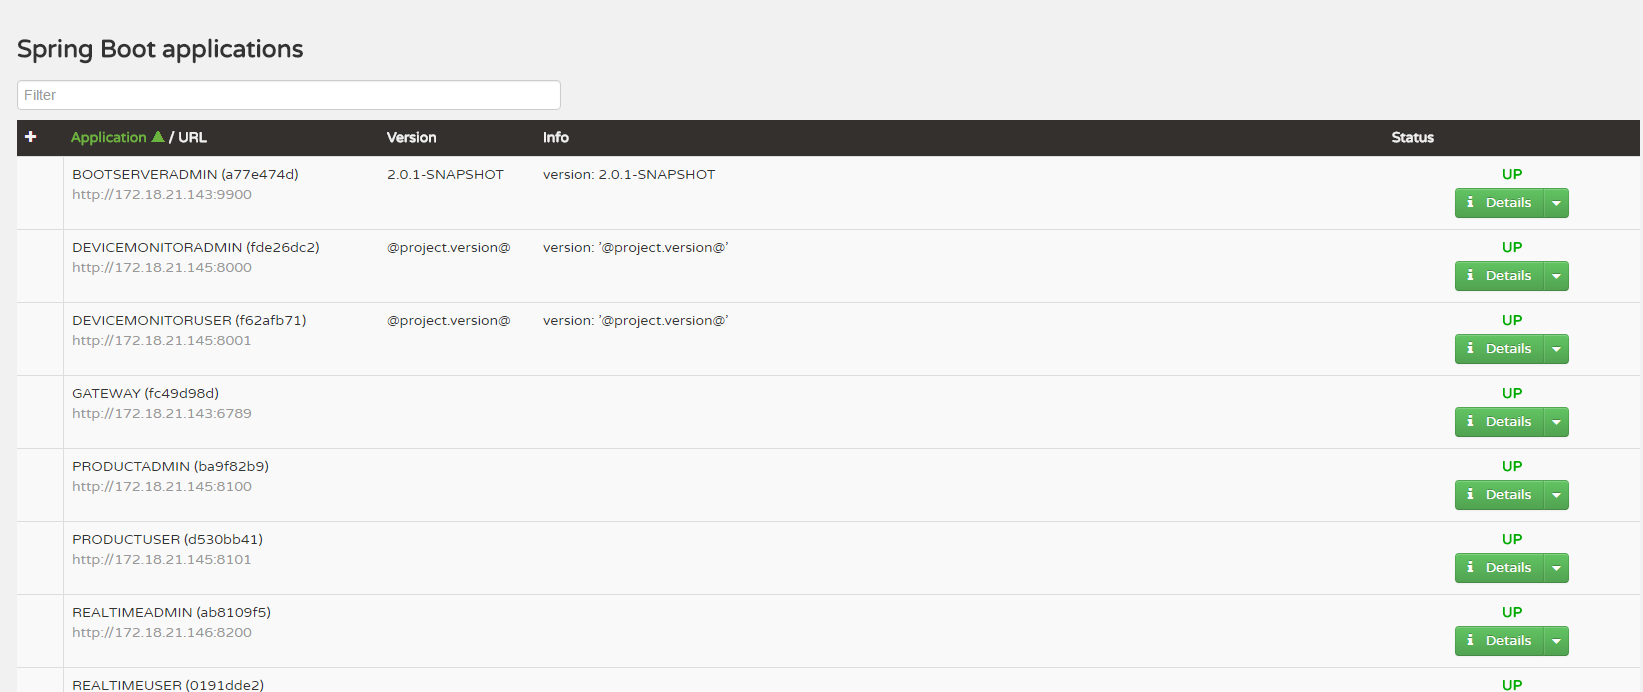 Spring Boot applications
Filter
Application / URL Version Info Status
BOOTSERVERADMIN (a77e474d) 2.0.1-SNAPSHOT version: 2.0.1-SNAPSHOT UP
http://172.18.21.143:9900 Details
DEVICEMONITORADMIN (fde26dc2) @project.version@ version: '@project.version@' UP
http://172.18.21.145:8000 Details
DEVICEMONITORUSER (f62afb71) @project.version@ version: '@project.version@' UP
http://172.18.21.145:8001 Details
GATEWAY (fc49d98d) UP
http://172.18.21.143:6789 Details
PRODUCTADMIN (ba9f82b9) UP
http://172.18.21.145:8100 Details
PRODUCTUSER (d530bb41) UP
http://172.18.21.145:8101 Details
REALTIMEADMIN (ab8109f5) UP
http://172.18.21.146:8200 Details
REALTIMEUSER (0191dde2) UP